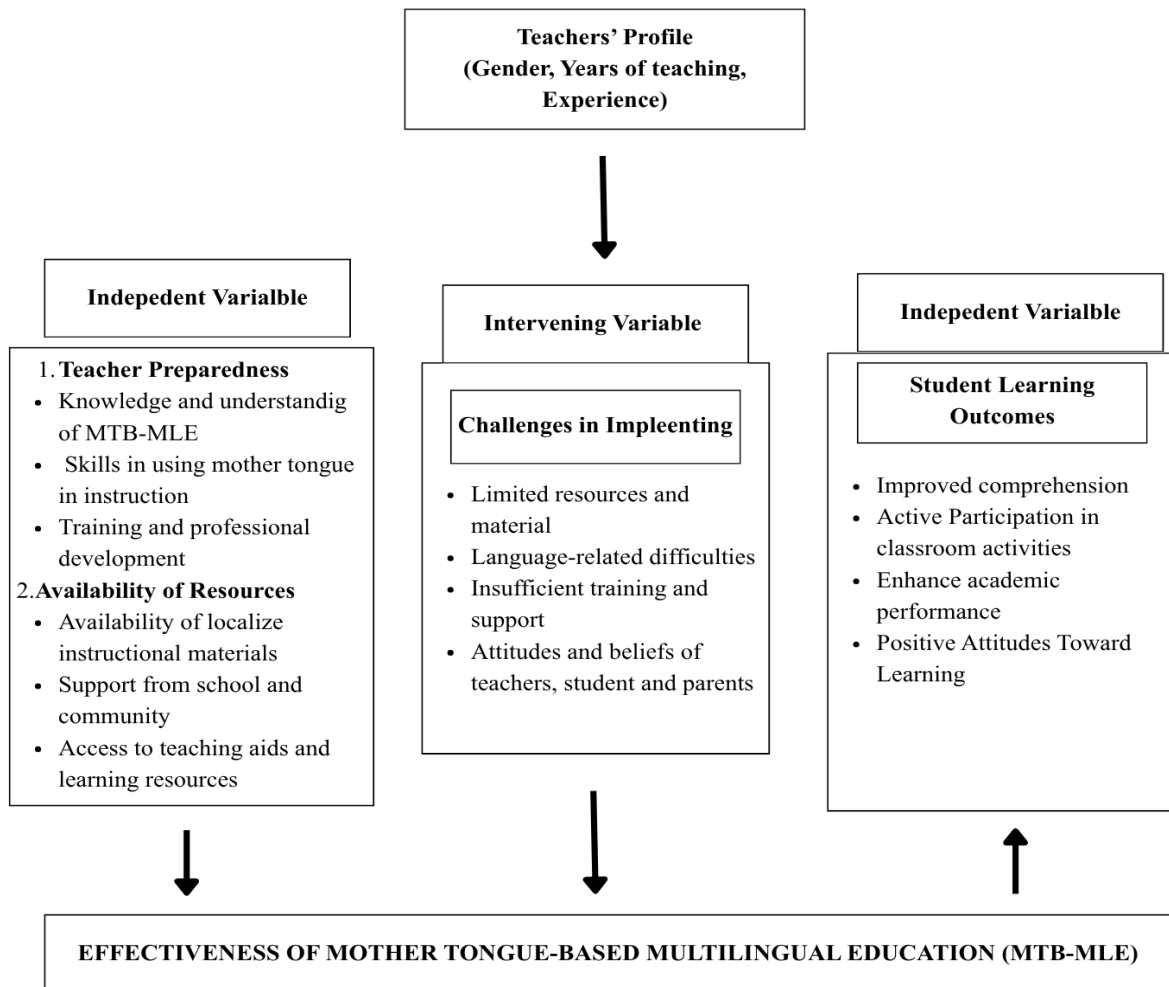 Teachers’ Profile
(Gender, Years of teaching,
Experience)
Indepedent Varialble
1. Teacher Preparedness
• Knowledge and understandig
of MTB-MLE
• Skills in using mother tongue
in instruction
• Training and professional
development
2. Availability of Resources
• Availability of localize
instructional materials
• Support from school and
community
• Access to teaching aids and
learning resources
Intervening Variable
Challenges in Impleenting
• Limited resources and
material
• Language-related difficulties
• Insufficient training and
support
• Attitudes and beliefs of
teachers, student and parents
Indepedent Varialble
Student Learning
Outcomes
• Improved comprehension
• Active Participation in
classroom activities
• Enhance academic
performance
• Positive Attitudes Toward
Learning
EFFECTIVENESS OF MOTHER TONGUE-BASED MULTILINGUAL EDUCATION (MTB-MLE)